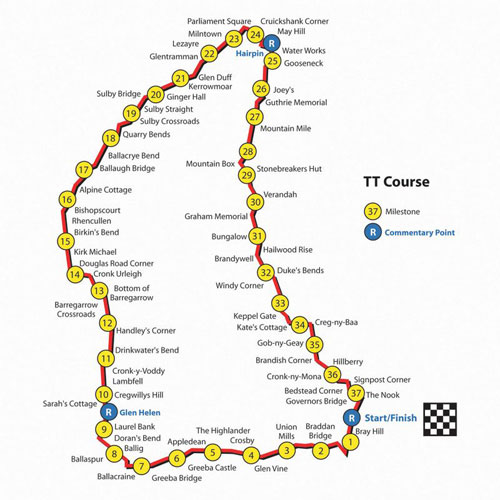 Parliament Square
Cruickshank Corner
May Hill
Milntown
23
24
R
Hairpin
Water Works
Lezayre
22
25
Gooseneck
Glentramman
21
Glen Duff
Kerrowmoar
26
Joey's
Sulby Bridge
20
Ginger Hall
Guthrie Memorial
Sulby Straight
19
27
Sulby Crossroads
Mountain Mile
18
Quarry Bends
28
Ballacrye Bend
Mountain Box
17
Ballaugh Bridge
29
Stonebreakers Hut
TT Course
Alpine Cottage
16
30
Verandah
37
Milestone
Bishopscourt
Graham Memorial
Rhencullen
R
Commentary Point
Birkin's Bend
15
Bungalow
31
Hailwood Rise
Kirk Michael
Brandywell
Douglas Road Corner
14
Cronk Urleigh
32
Duke's Bends
13
Bottom of
Barregarrow
Windy Corner
33
Barregarrow
Crossroads
12
Keppel Gate
Kate's Cottage
34
Creg-ny-Baa
Handley's Corner
Gob-ny-Geay
35
11
Drinkwater's Bend
Brandish Corner
Hillberry
Cronk-y-Voddy
Cronk-ny-Mona
36
Signpost Corner
Lambfell
10
Cregwillys Hill
Bedstead Corner
37
The Nook
Sarah's Cottage
Governors Bridge
R
Glen Helen
R
Start/Finish
9
Laurel Bank
The Highlander
Union
Mills
Braddan
Bridge
Bray Hill
Doran's Bend
Appledean
Crosby
1
Ballig
5
4
3
2
Ballaspur
8
6
7
Greeba Castle
Glen Vine
Ballacraine
Greeba Bridge